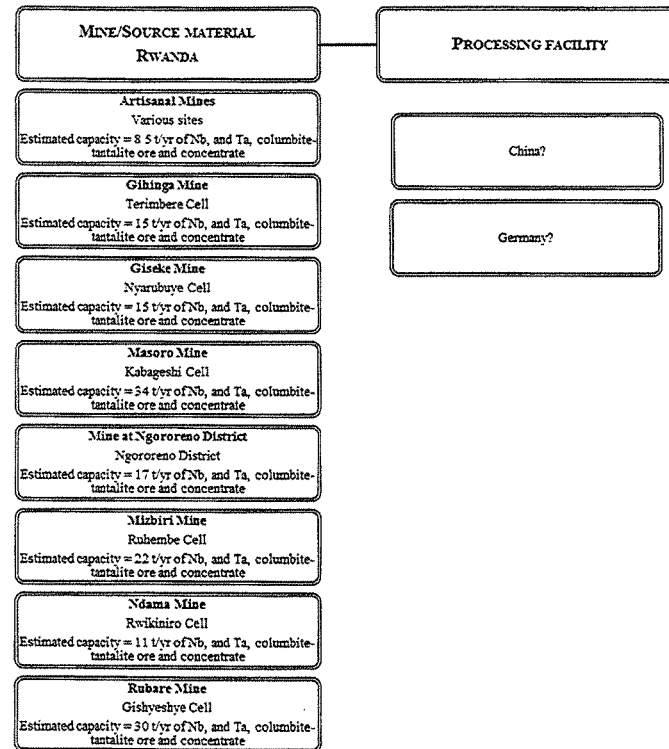 MINE/SOURCE MATERIAL
RWANDA
PROCESSING FACILITY
Artisanal Mines
Various sites
Estimated capacity = 8 5 t/yr of Nb, and Ta, columbite-
tantalite ore and concentrate
Gihinga Mine
Terimbere Cell
Estimated capacity = 15 t/yr of Nb, and Ta, columbite-
tantalite ore and concentrate
Giseke Mine
Nyarubuye Cell
Estimated capacity = 15 t/yr of Nb, and Ta, columbite-
tantalite ore and concentrate
Masoro Mine
Kabageshi Cell
Estimated capacity = 34 t/yr of Nb, and Ta, columbite-
tantalite ore and concentrate
Mine at Ngororeno District
Ngororeno District
Estimated capacity = 17 t/yr of Nb, and Ta, columbite-
tantalite ore and concentrate
Mizbiri Mine
Ruhembe Cell
Estimated capacity = 22 t/yr of Nb, and Ta, columbite-
tantalite ore and concentrate
Ndama Mine
Rwikiniro Cell
Estimated capacity = 11 t/yr of Nb, and Ta, columbite-
tantalite ore and concentrate
Rubare Mine
Gishyeshye Cell
Estimated capacity = 30 t/yr of Nb, and Ta, columbite-
tantalite ore and concentrate
China?
Germany?